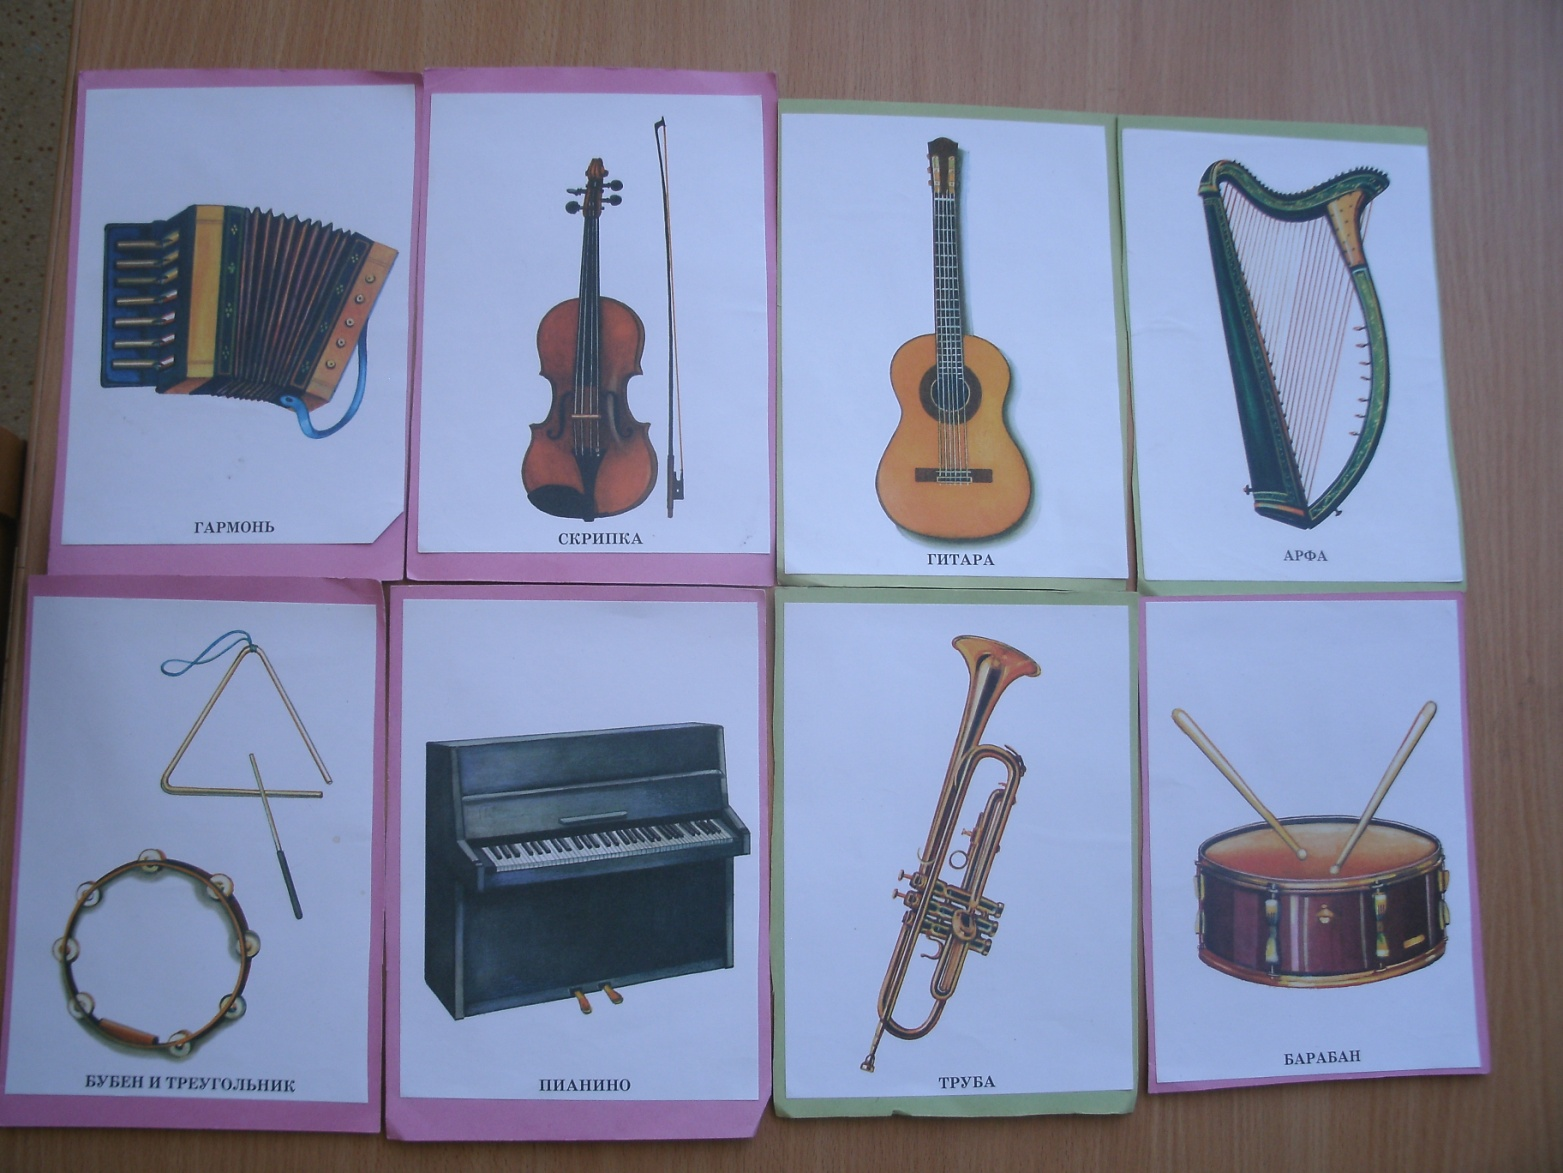 ГАРМОНЬ
СКРИПКА
ГИТАРА
АРФА
БУБЕН И ТРЕУГОЛЬНИК
ПИАНИНО
ТРУБА
БАРАБАН